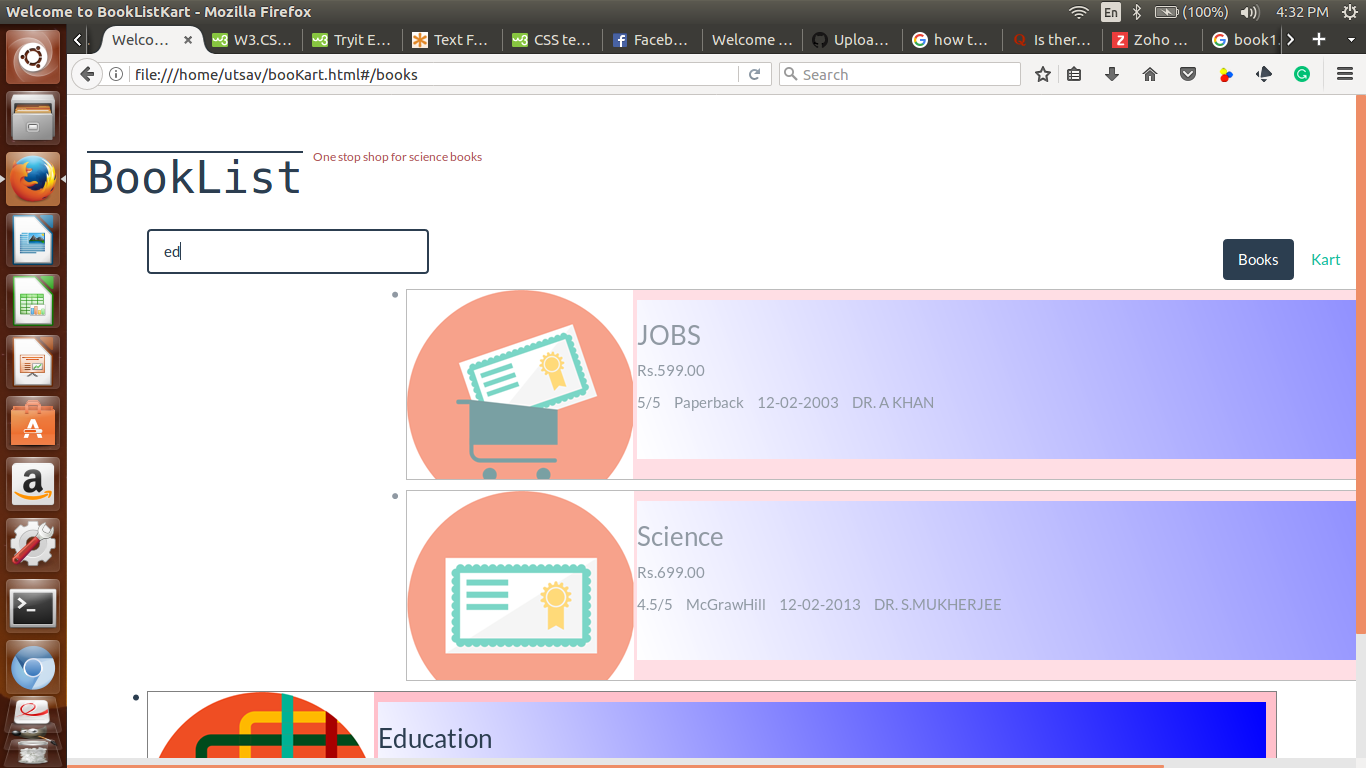 Welcome to BookListKart - Mozilla Firefox
En (100%) 4:32 PM
Welco... W3.CS... Tryit E... Text F... CSS te... Faceb... Welcome ... Uploa... how t... Is ther... Zoho ... book1.
file:///home/utsav/booKart.html#/books Search
One stop shop for science books
BookList
ed
Books Kart
JOBS
Rs.599.00
5/5 Paperback 12-02-2003 DR. A KHAN
Science
Rs.699.00
4.5/5 McGrawHill 12-02-2013 DR. S.MUKHERJEE
Education